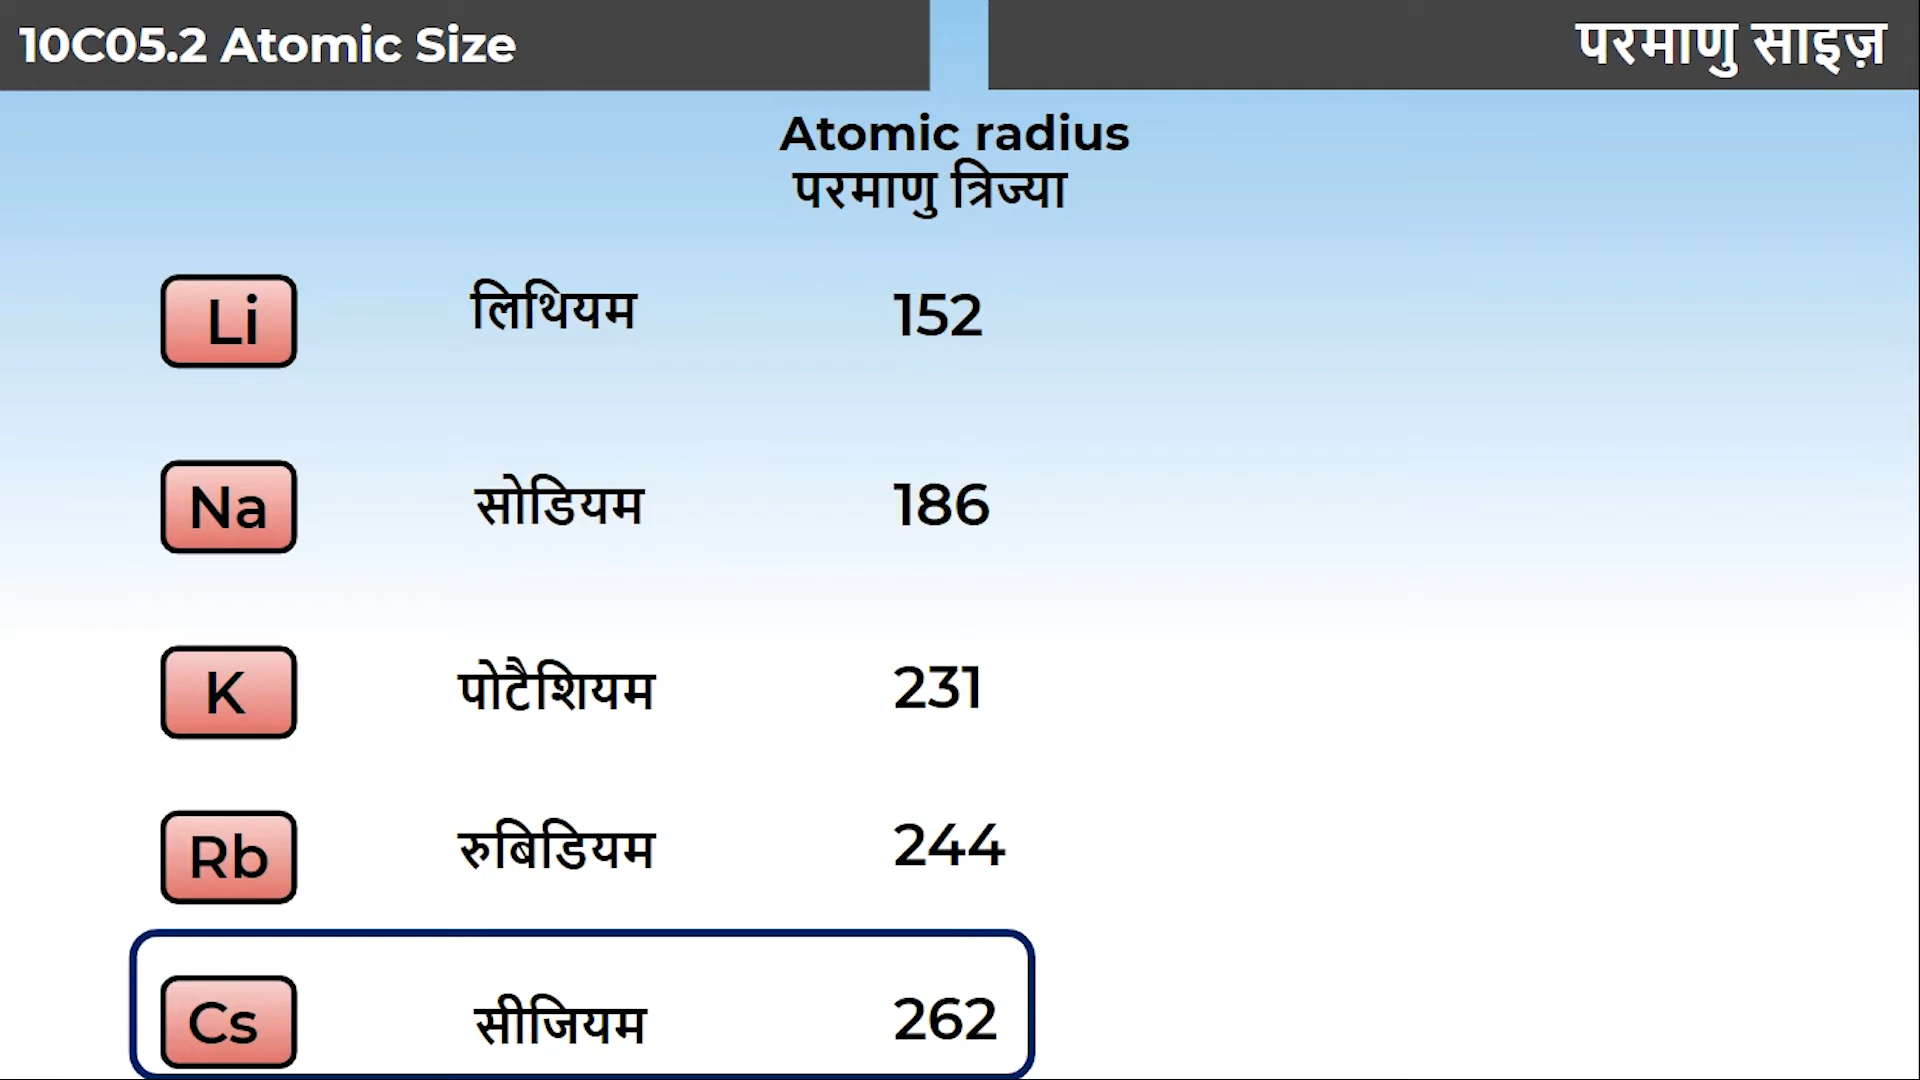 10C05.2 Atomic Size
परमाणु साइज़
Atomic radius
परमाणु त्रिज्या
Li लिथियम 152
Na सोडियम 186
K पोटैशियम 231
Rb रुबिडियम 244
Cs सीजियम 262